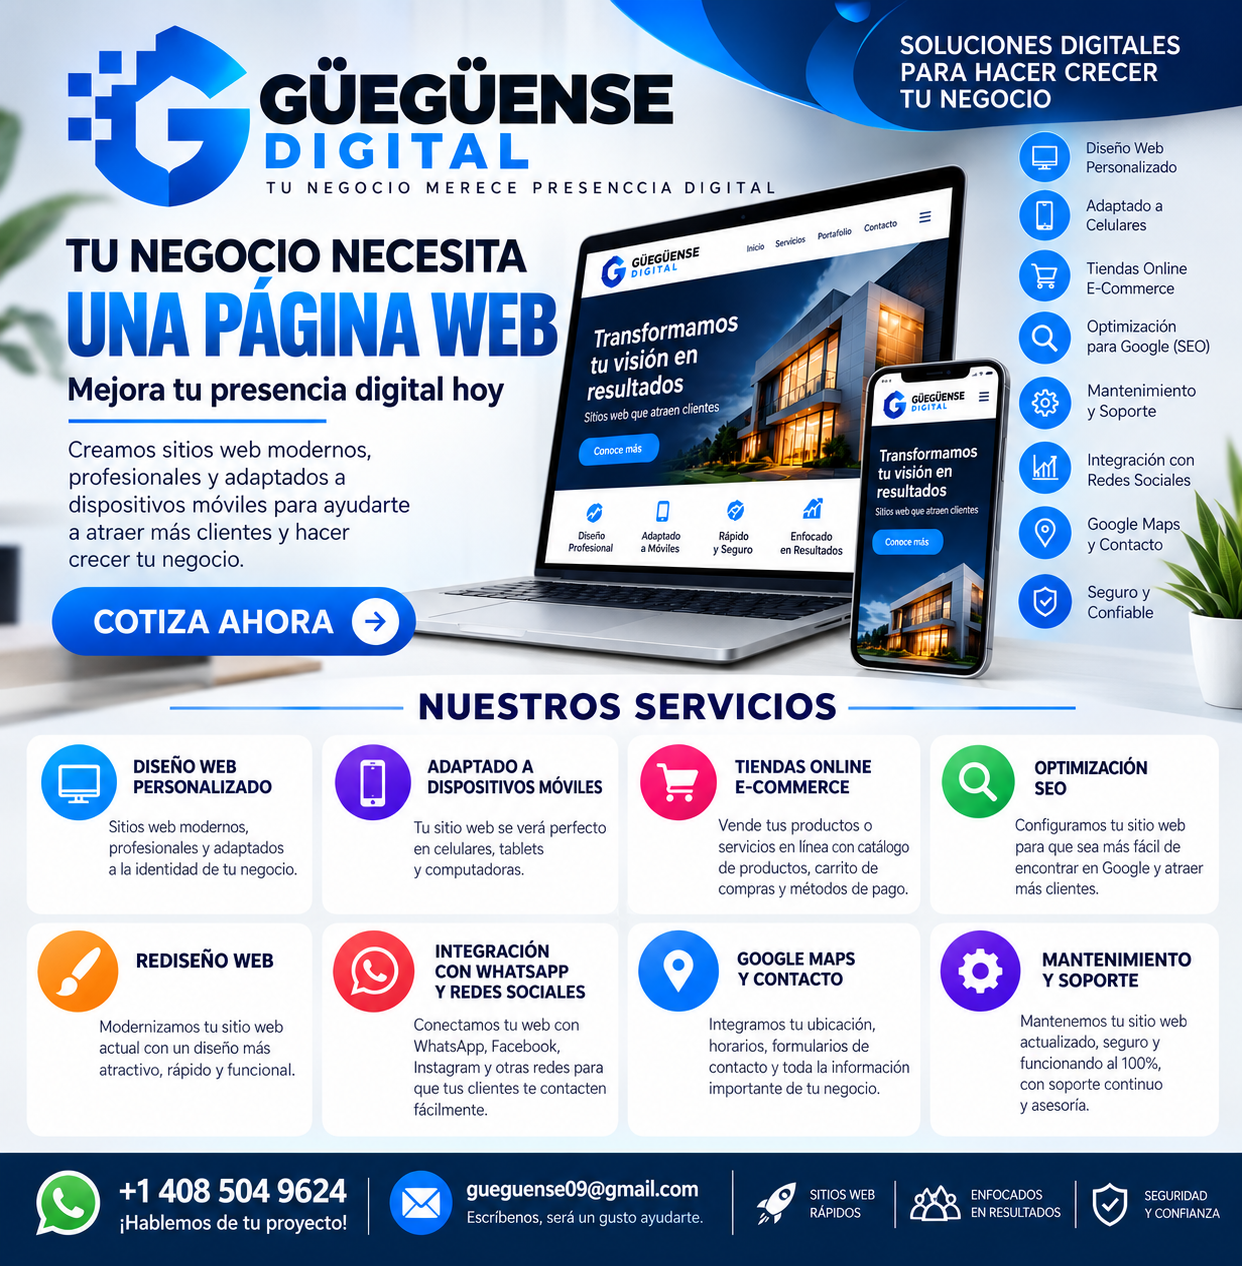 GÜEGÜENSE
DIGITAL
TU NEGOCIO MERECE PRESENCCIA DIGITAL
SOLUCIONES DIGITALES
PARA HACER CRECER
TU NEGOCIO
TU NEGOCIO NECESITA
UNA PÁGINA WEB
Mejora tu presencia digital hoy
Creamos sitios web modernos,
profesionales y adaptados a
dispositivos móviles para ayudarte
a atraer más clientes y hacer
crecer tu negocio.
COTIZA AHORA
GÜEGÜENSE
DIGITAL
Inicio Servicios Portafolio Contacto
Transformamos
tu visión en
resultados
Sitios web que atraen clientes
Conoce más
Diseño
Profesional
Adaptado
a Móviles
Rápido
y Seguro
Enfocado
en Resultados
GÜEGÜENSE
DIGITAL
Transformamos
tu visión en
resultados
Sitios web que atraen clientes
Conoce más
Diseño Web
Personalizado
Adaptado a
Celulares
Tiendas Online
E-Commerce
Optimización
para Google (SEO)
Mantenimiento
y Soporte
Integración con
Redes Sociales
Google Maps
y Contacto
Seguro y
Confiable
NUESTROS SERVICIOS
DISEÑO WEB
PERSONALIZADO
Sitios web modernos,
profesionales y adaptados
a la identidad de tu negocio.
ADAPTADO A
DISPOSITIVOS MÓVILES
Tu sitio web se verá perfecto
en celulares, tablets
y computadoras.
TIENDAS ONLINE
E-COMMERCE
Vende tus productos o
servicios en línea con catálogo
de productos, carrito de
compras y métodos de pago.
OPTIMIZACIÓN
SEO
Configuramos tu sitio web
para que sea más fácil de
encontrar en Google y atraer
más clientes.
REDISEÑO WEB
Modernizamos tu sitio web
actual con un diseño más
atractivo, rápido y funcional.
INTEGRACIÓN
CON WHATSAPP
Y REDES SOCIALES
Conectamos tu web con
WhatsApp, Facebook,
Instagram y otras redes para
que tus clientes te contacten
fácilmente.
GOOGLE MAPS
Y CONTACTO
Integramos tu ubicación,
horarios, formularios de
contacto y toda la información
importante de tu negocio.
MANTENIMIENTO
Y SOPORTE
Mantenemos tu sitio web
actualizado, seguro y
funcionando al 100%,
con soporte continuo
y asesoría.
+1 408 504 9624
¡Hablemos de tu proyecto!
gueguense09@gmail.com
Escríbenos, será un gusto ayudarte.
SITIOS WEB
RÁPIDOS
ENFOCADOS
EN RESULTADOS
SEGURIDAD
Y CONFIANZA